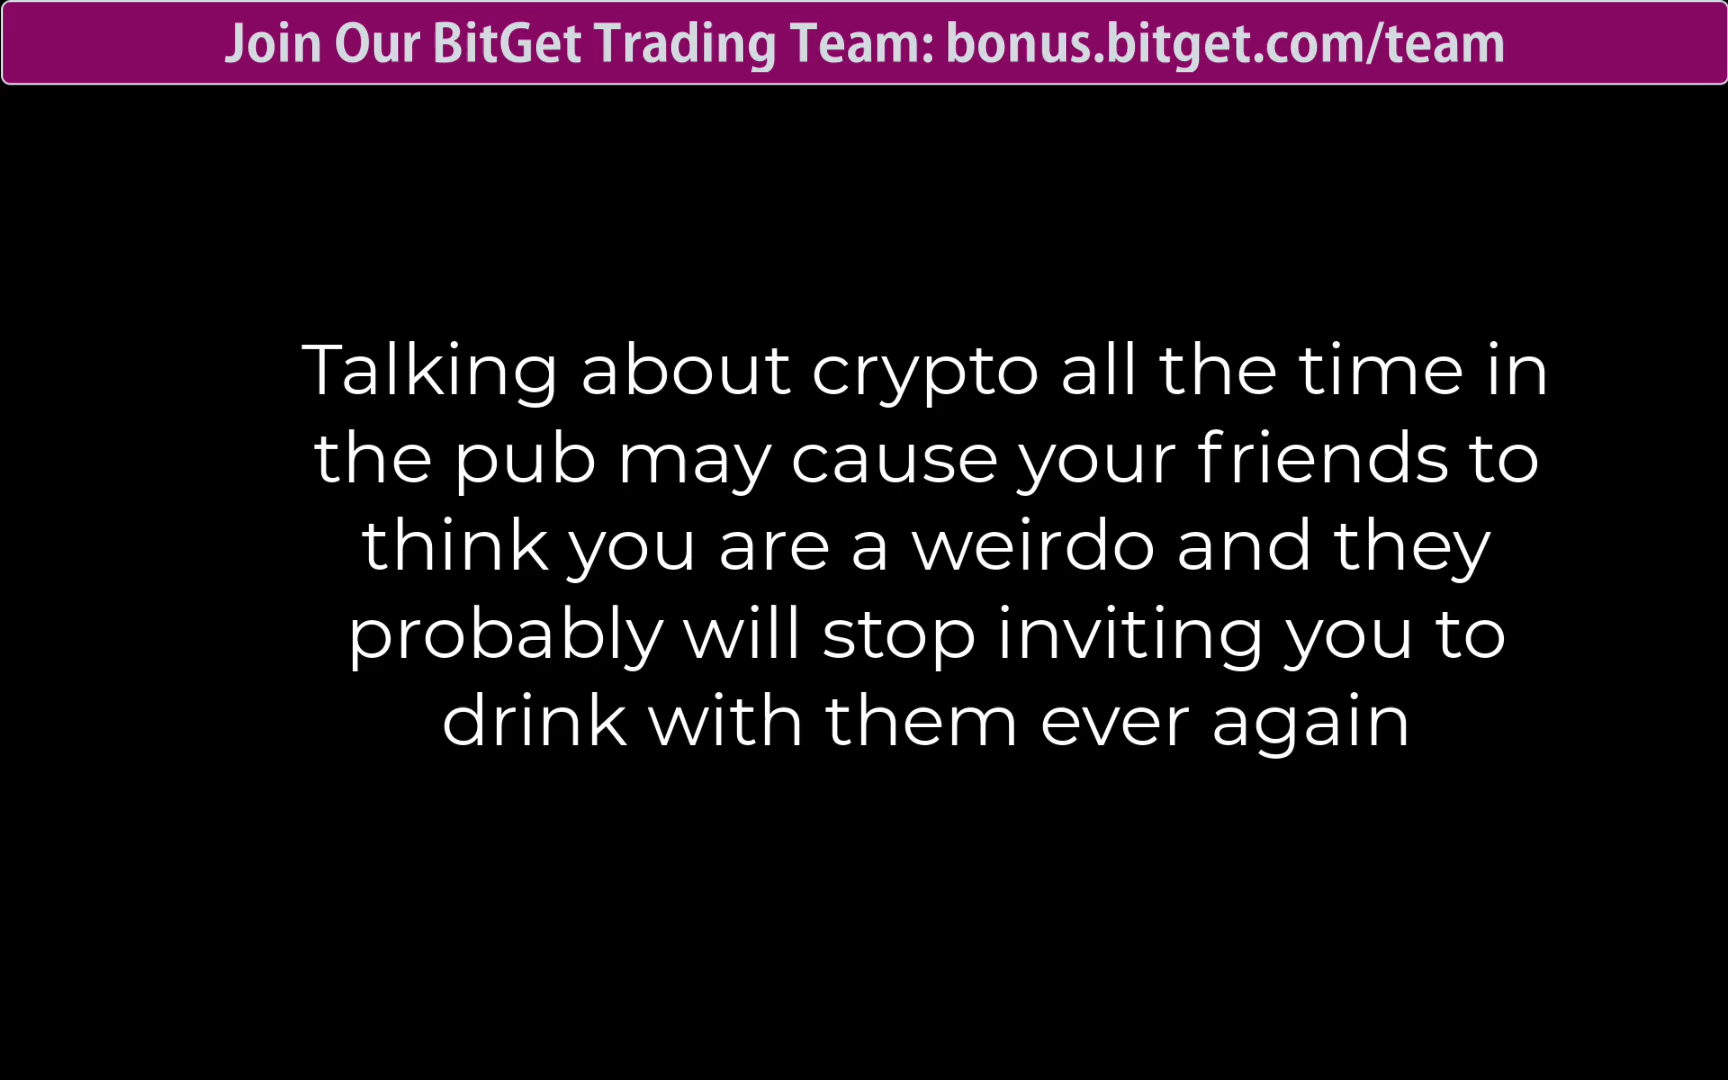 Join Our BitGet Trading Team: bonus.bitget.com/team
Talking about crypto all the time in
the pub may cause your friends to
think you are a weirdo and they
probably will stop inviting you to
drink with them ever again